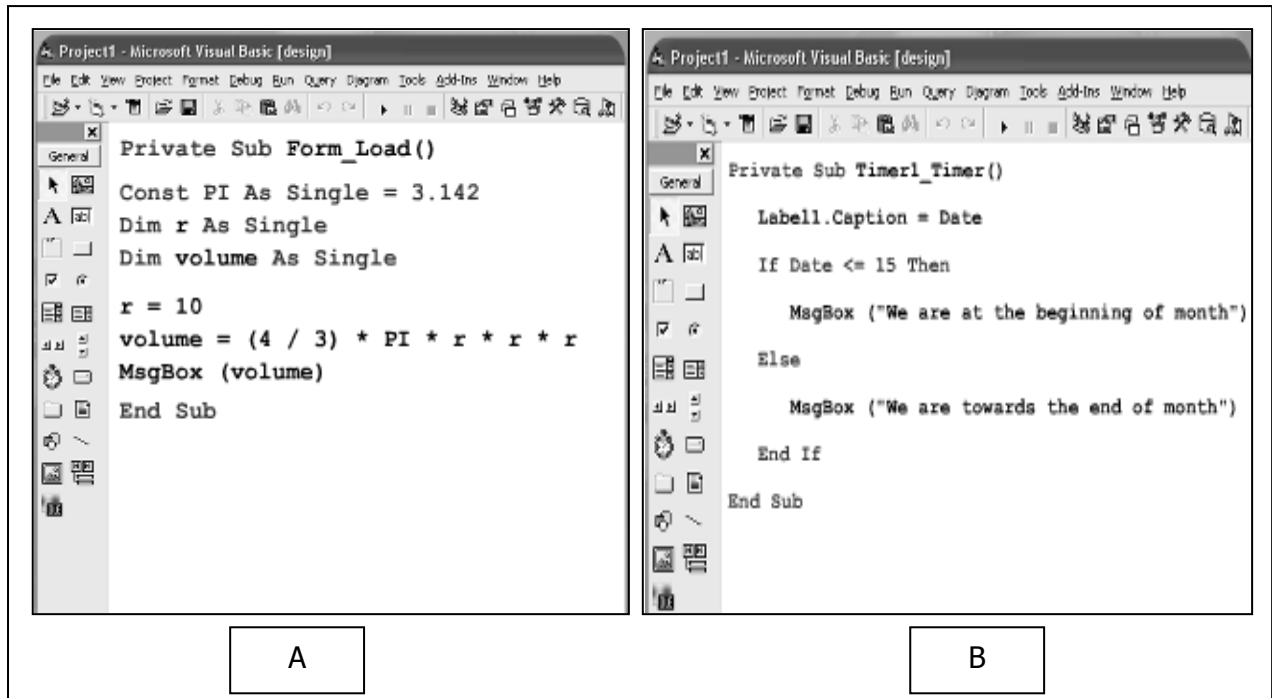 Project1 - Microsoft Visual Basic [design]
File Edit View Project Format Debug Run Query Diagram Tools Add-Ins Window Help
General
Private Sub Form_Load()
Const PI As Single = 3.142
Dim r As Single
Dim volume As Single
r = 10
volume = (4 / 3) * PI * r * r * r
MsgBox (volume)
End Sub
A
Project1 - Microsoft Visual Basic [design]
File Edit View Project Format Debug Run Query Diagram Tools Add-Ins Window Help
General
Private Sub Timer1_Timer()
Label1.Caption = Date
If Date <= 15 Then
MsgBox ("We are at the beginning of month")
Else
MsgBox ("We are towards the end of month")
End If
End Sub
B